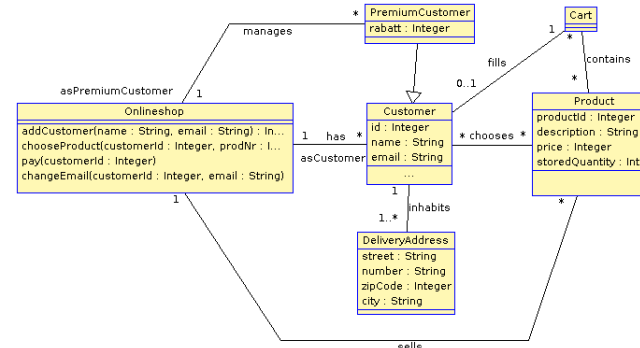 PremiumCustomer
rabatt : Integer
*
manages
asPremiumCustomer
1
Cart
1
*
fills
contains
0..1
*
Onlineshop
addCustomer(name : String, email : String) : In...
chooseProduct(customerId : Integer, prodNr : I...
pay(customerId : Integer)
changeEmail(customerId : Integer, email : String)
1
has
*
asCustomer
Customer
id : Integer
name : String
email : String
...
* chooses *
Product
productId : Integer
description : String
price : Integer
storedQuantity : Int
1
1
inhabits
1..*
*
DeliveryAddress
street : String
number : String
zipCode : Integer
city : String
sells